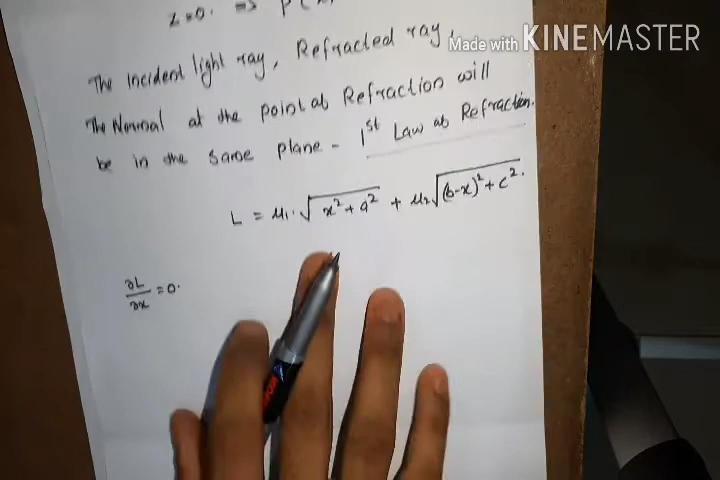 z=0. ⇒ P(x,
The incident light ray, Refracted ray,
The Normal at the point of Refraction will
be in the same plane - 1st Law of Refraction.
L = μ1.√x²+a² + μ2√(b-x)²+c².
∂L/∂x = 0.
Made with KINEMASTER